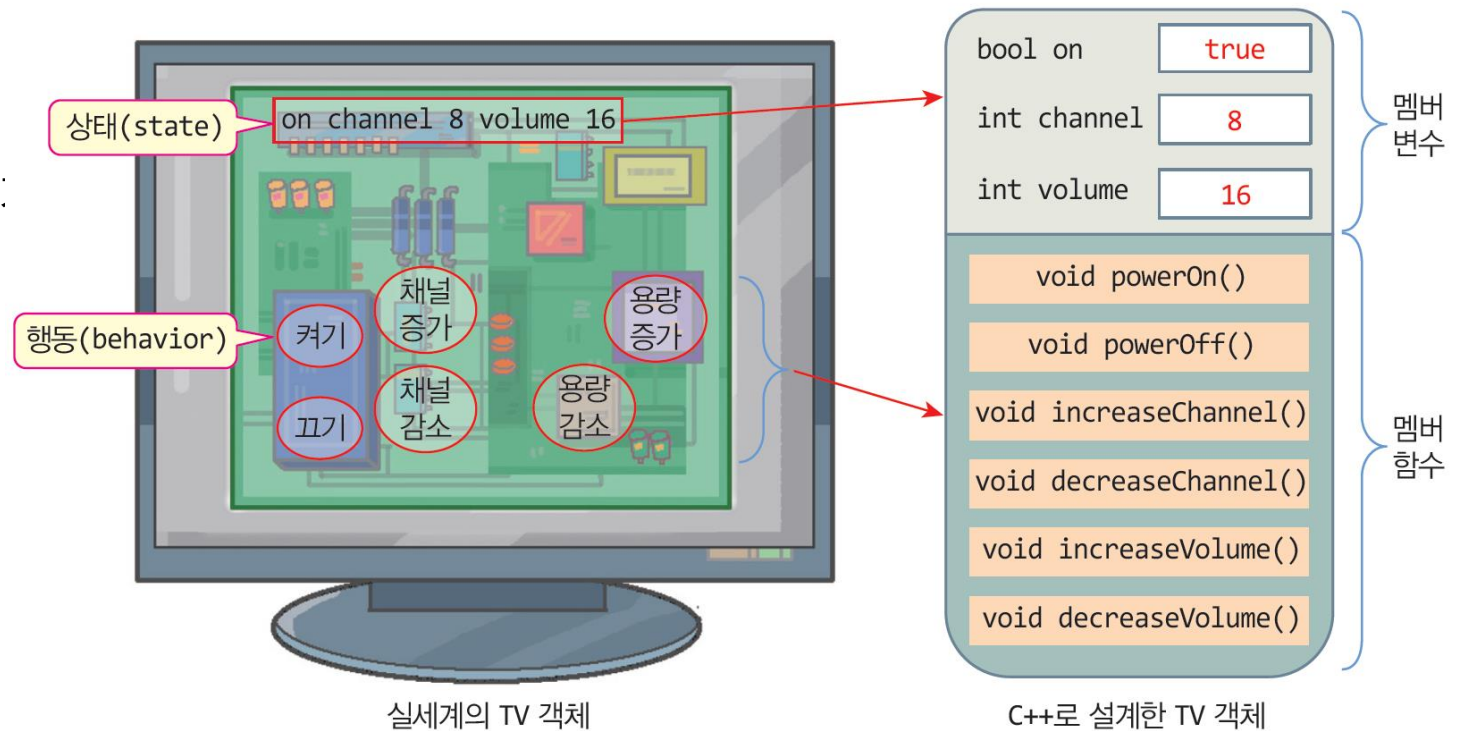 상태(state)
on channel 8 volume 16
행동(behavior)
켜기
끄기
채널
증가
채널
감소
용량
증가
용량
감소
실세계의 TV 객체
bool on true
int channel 8
int volume 16
멤버
변수
void powerOn()
void powerOff()
void increaseChannel()
void decreaseChannel()
void increaseVolume()
void decreaseVolume()
멤버
함수
C++로 설계한 TV 객체